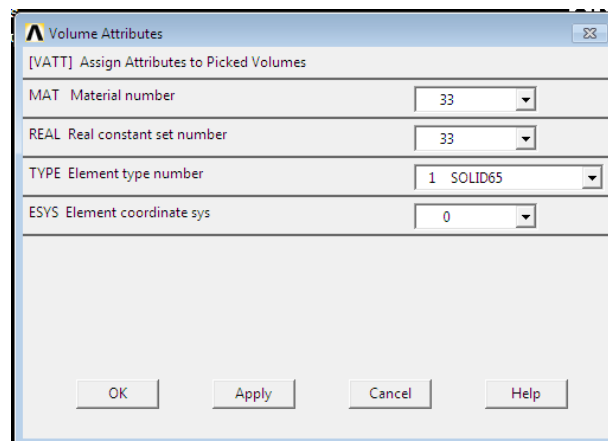 Volume Attributes
[VATT] Assign Attributes to Picked Volumes
MAT Material number 33
REAL Real constant set number 33
TYPE Element type number 1 SOLID65
ESYS Element coordinate sys 0
OK Apply Cancel Help